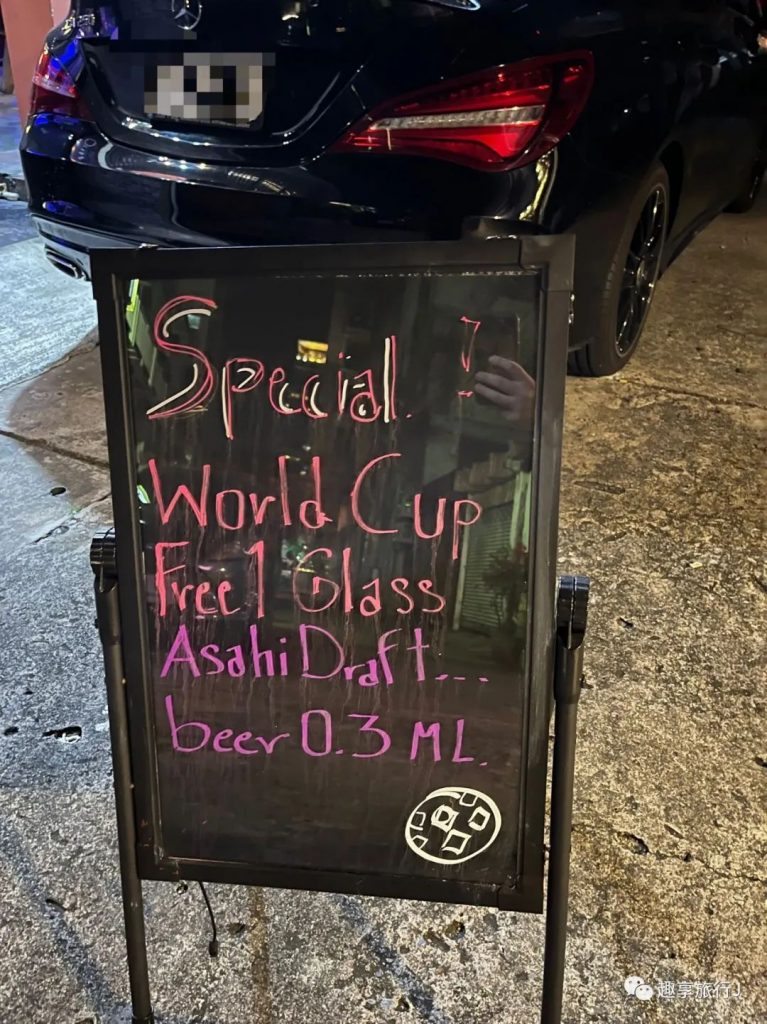 Special. !
World Cup
Free 1 Glass
Asahi Draft...
beer 0.3 ML.
趣享旅行J